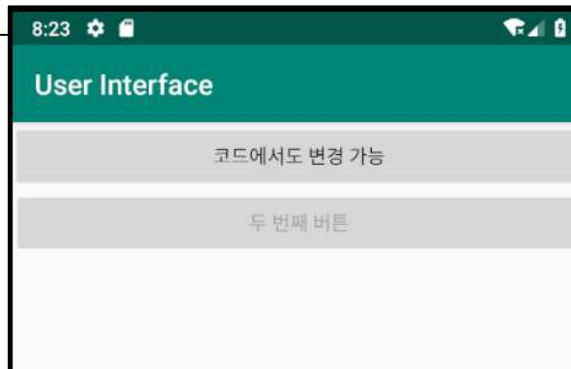 8:23
User Interface
코드에서도 변경 가능
두 번째 버튼